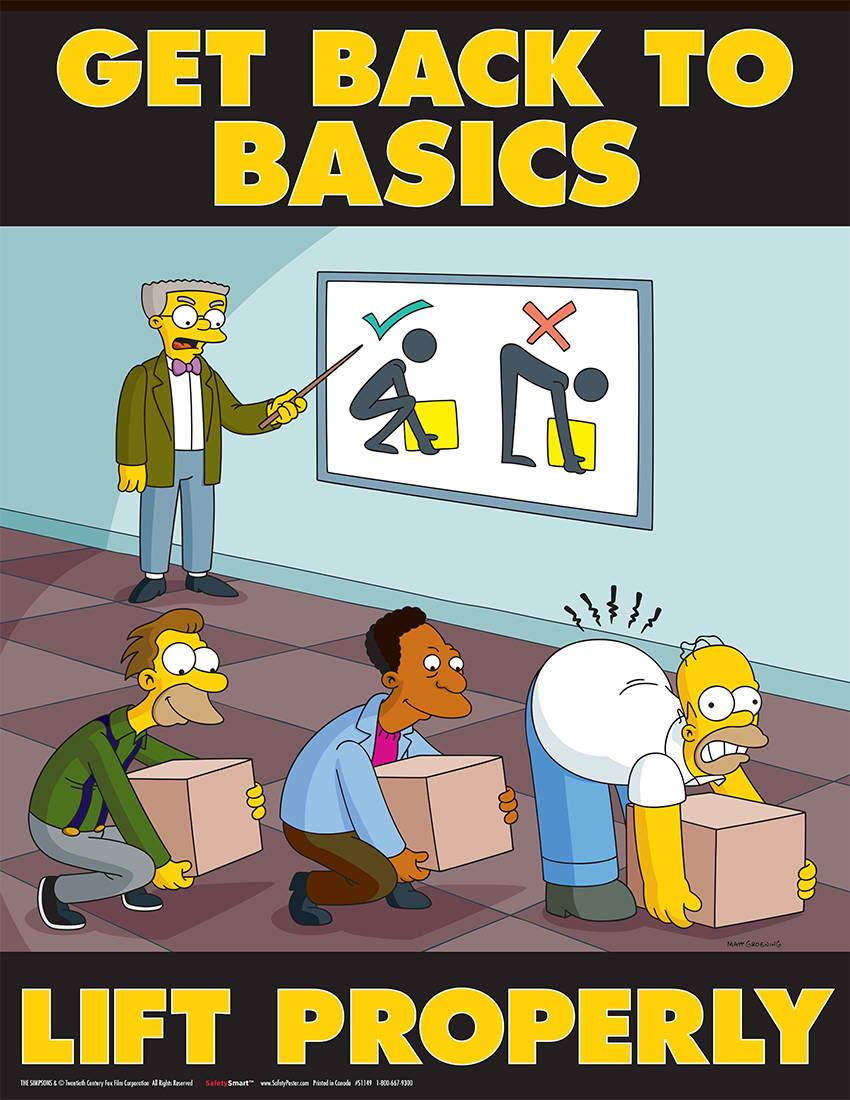 GET BACK TO
BASICS
MATT GROENING
LIFT PROPERLY
THE SIMPSONS & © Twentieth Century Fox Film Corporation All Rights Reserved SafetySmart™ www.SafetyPoster.com Printed in Canada #S1149 1-800-667-9300